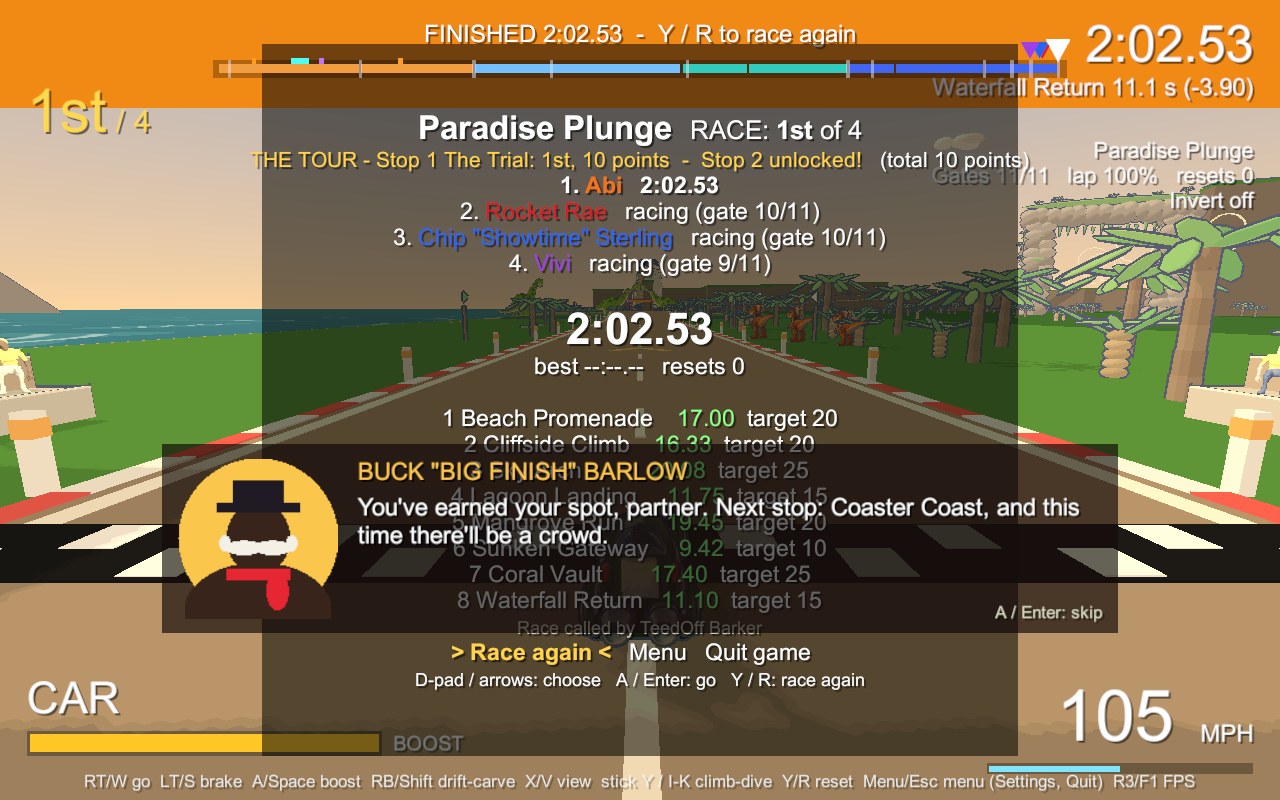 FINISHED 2:02.53 - Y / R to race again
2:02.53
Waterfall Return 11.1 s (-3.90)
1st / 4
Paradise Plunge RACE: 1st of 4
THE TOUR - Stop 1 The Trial: 1st, 10 points - Stop 2 unlocked! (total 10 points)
Paradise Plunge
Gates 11/11 lap 100% resets 0
Invert off
1. Abi 2:02.53
2. Rocket Rae racing (gate 10/11)
3. Chip "Showtime" Sterling racing (gate 10/11)
4. Vivi racing (gate 9/11)
2:02.53
best --:--.-- resets 0
1 Beach Promenade 17.00 target 20
2 Cliffside Climb 16.33 target 20
target 25
4 Lagoon Landing 11.75 target 15
5 Mangrove Run 19.45 target 20
6 Sunken Gateway 9.42 target 10
7 Coral Vault 17.40 target 25
8 Waterfall Return 11.10 target 15
BUCK "BIG FINISH" BARLOW
You've earned your spot, partner. Next stop: Coaster Coast, and this
time there'll be a crowd.
A / Enter: skip
Race called by TeedOff Barker
> Race again < Menu Quit game
D-pad / arrows: choose A / Enter: go Y / R: race again
CAR
BOOST
105 MPH
RT/W go LT/S brake A/Space boost RB/Shift drift-carve X/V view stick Y / I-K climb-dive Y/R reset Menu/Esc menu (Settings, Quit) R3/F1 FPS